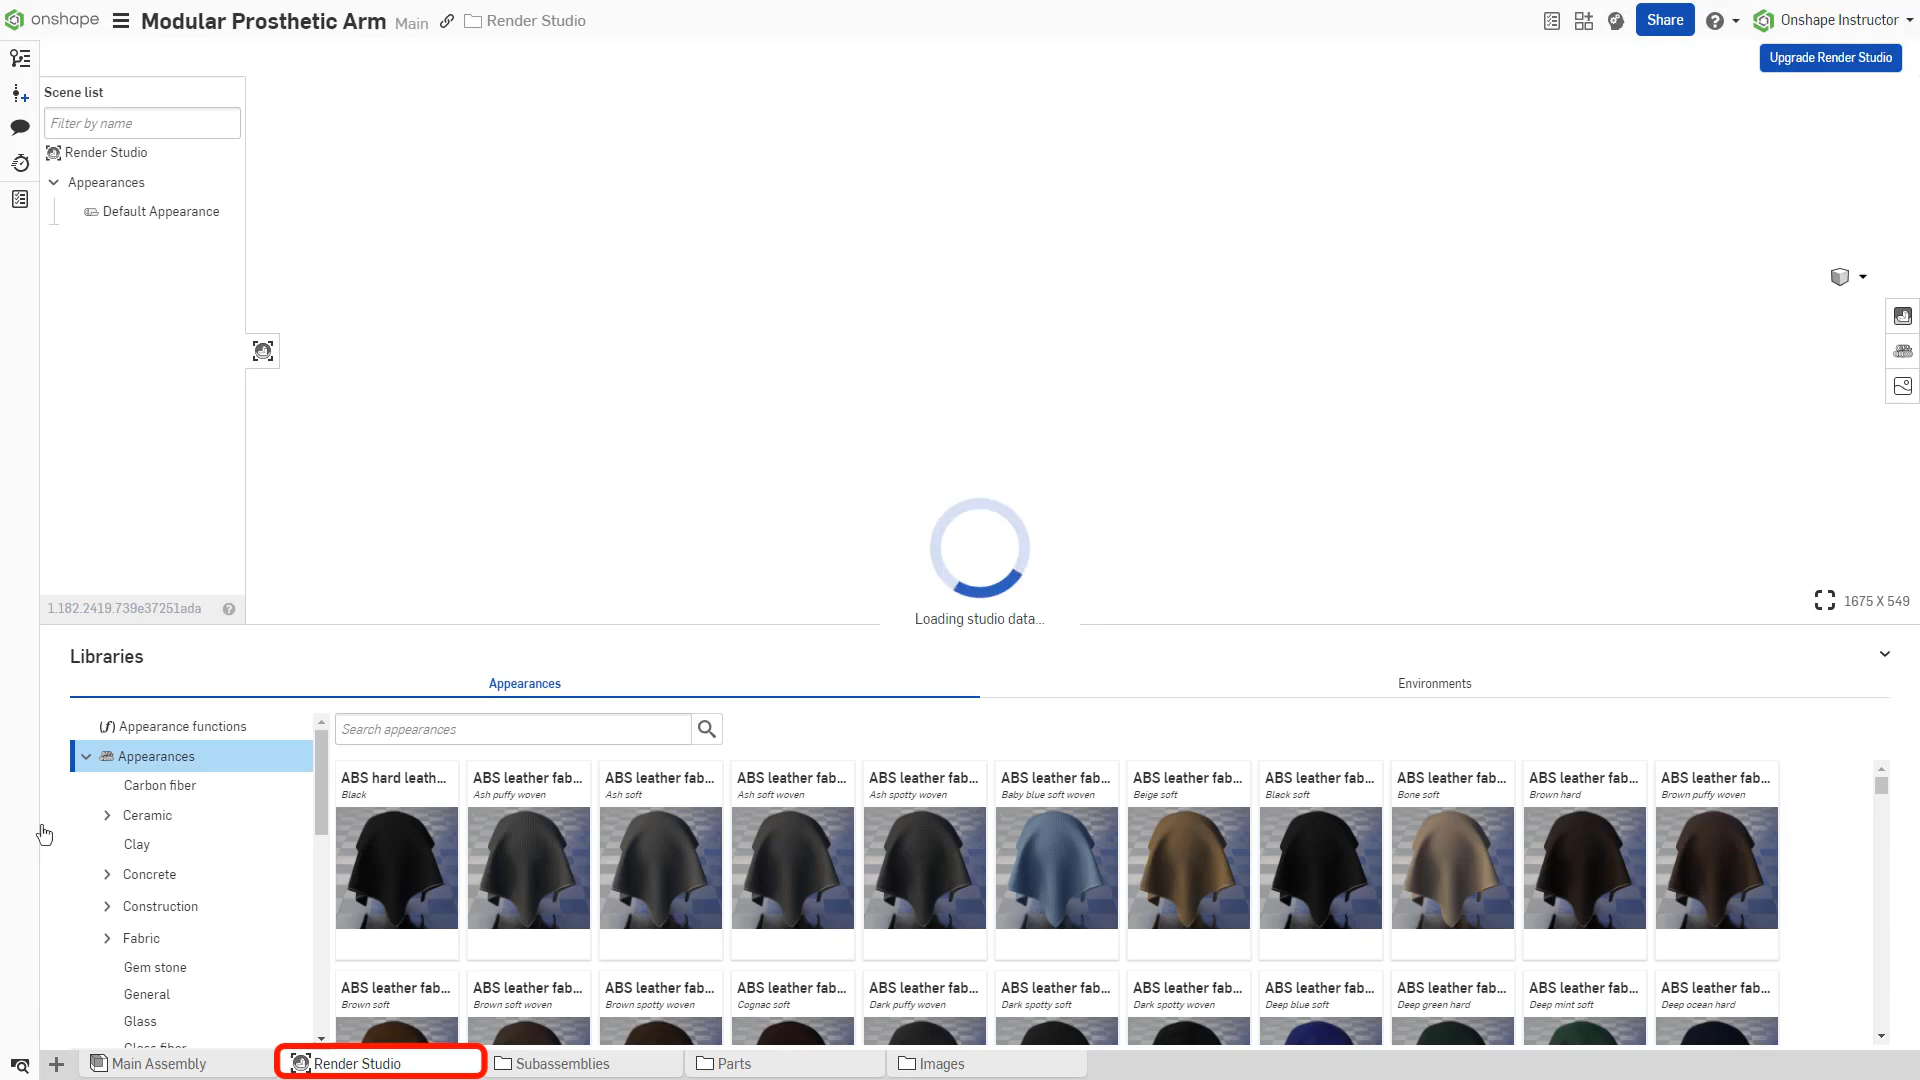 onshape
Modular Prosthetic Arm Main Render Studio
Share
Onshape Instructor
Upgrade Render Studio
Scene list
Filter by name
Render Studio
Appearances
Default Appearance
1.182.2419.739e37251ada
Loading studio data...
1675 X 549
Libraries
Appearances
Environments
(ƒ) Appearance functions
Appearances
Carbon fiber
Ceramic
Clay
Concrete
Construction
Fabric
Gem stone
General
Glass
Glass fiber
Search appearances
ABS hard leath...
Black
ABS leather fab...
Ash puffy woven
ABS leather fab...
Ash soft
ABS leather fab...
Ash soft woven
ABS leather fab...
Ash spotty woven
ABS leather fab...
Baby blue soft woven
ABS leather fab...
Beige soft
ABS leather fab...
Black soft
ABS leather fab...
Bone soft
ABS leather fab...
Brown hard
ABS leather fab...
Brown puffy woven
ABS leather fab...
Brown soft
ABS leather fab...
Brown soft woven
ABS leather fab...
Brown spotty woven
ABS leather fab...
Cognac soft
ABS leather fab...
Dark puffy woven
ABS leather fab...
Dark spotty soft
ABS leather fab...
Dark spotty woven
ABS leather fab...
Deep blue soft
ABS leather fab...
Deep green hard
ABS leather fab...
Deep mint soft
ABS leather fab...
Deep ocean hard
Main Assembly
Render Studio
Subassemblies
Parts
Images